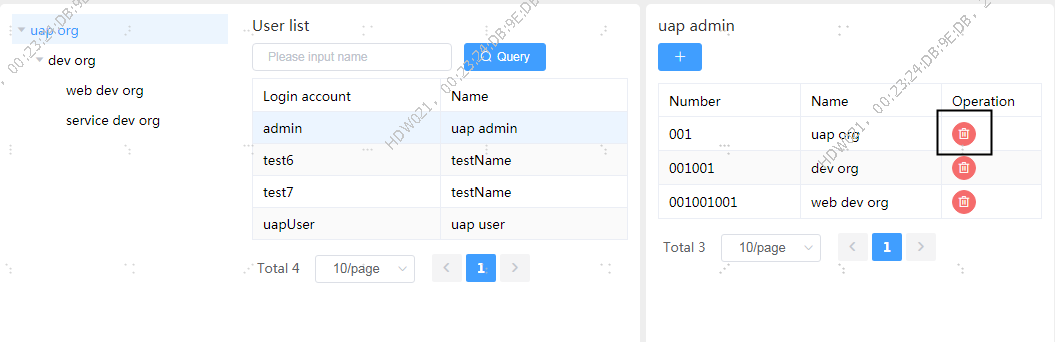 uap org
dev org
web dev org
service dev org
User list
Please input name
Query
Login account Name
admin uap admin
test6 testName
test7 testName
uapUser uap user
Total 4 10/page 1
uap admin
Number Name Operation
001 uap org
001001 dev org
001001001 web dev org
Total 3 10/page 1
00:23:24:DB:9E:DB
HDW021, 00:23:24:DB:9E:DB
HDW021, 00:23:24:DB:9E:DB, 2